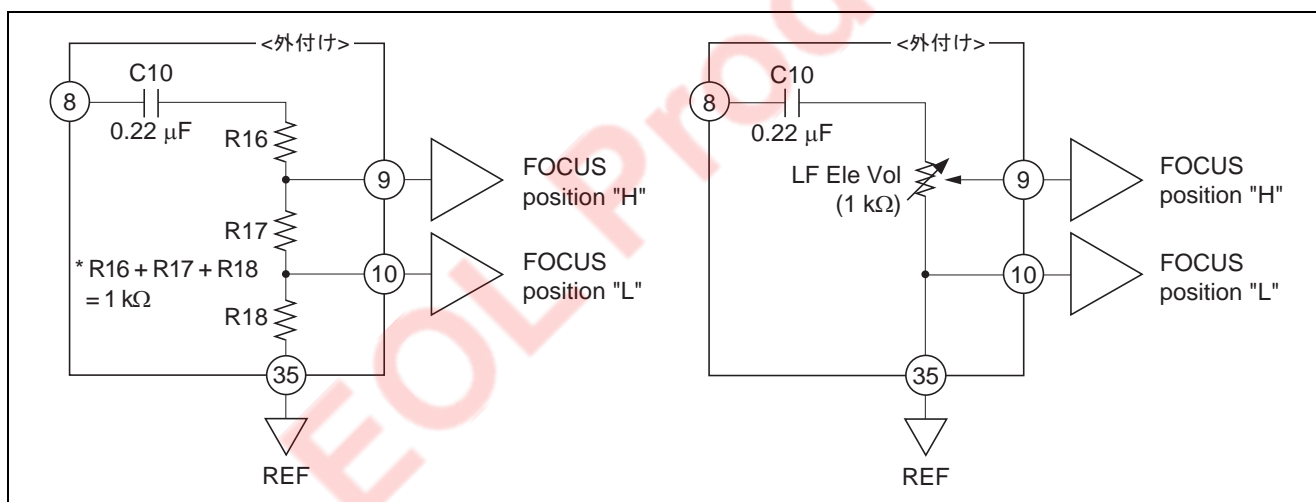 <外付け>
C10
8
0.22 µF
R16
9
FOCUS
position "H"
R17
* R16 + R17 + R18
= 1 kΩ
10
FOCUS
position "L"
R18
35
REF
<外付け>
C10
8
0.22 µF
LF Ele Vol
(1 kΩ)
9
FOCUS
position "H"
10
FOCUS
position "L"
35
REF
EOL Prod